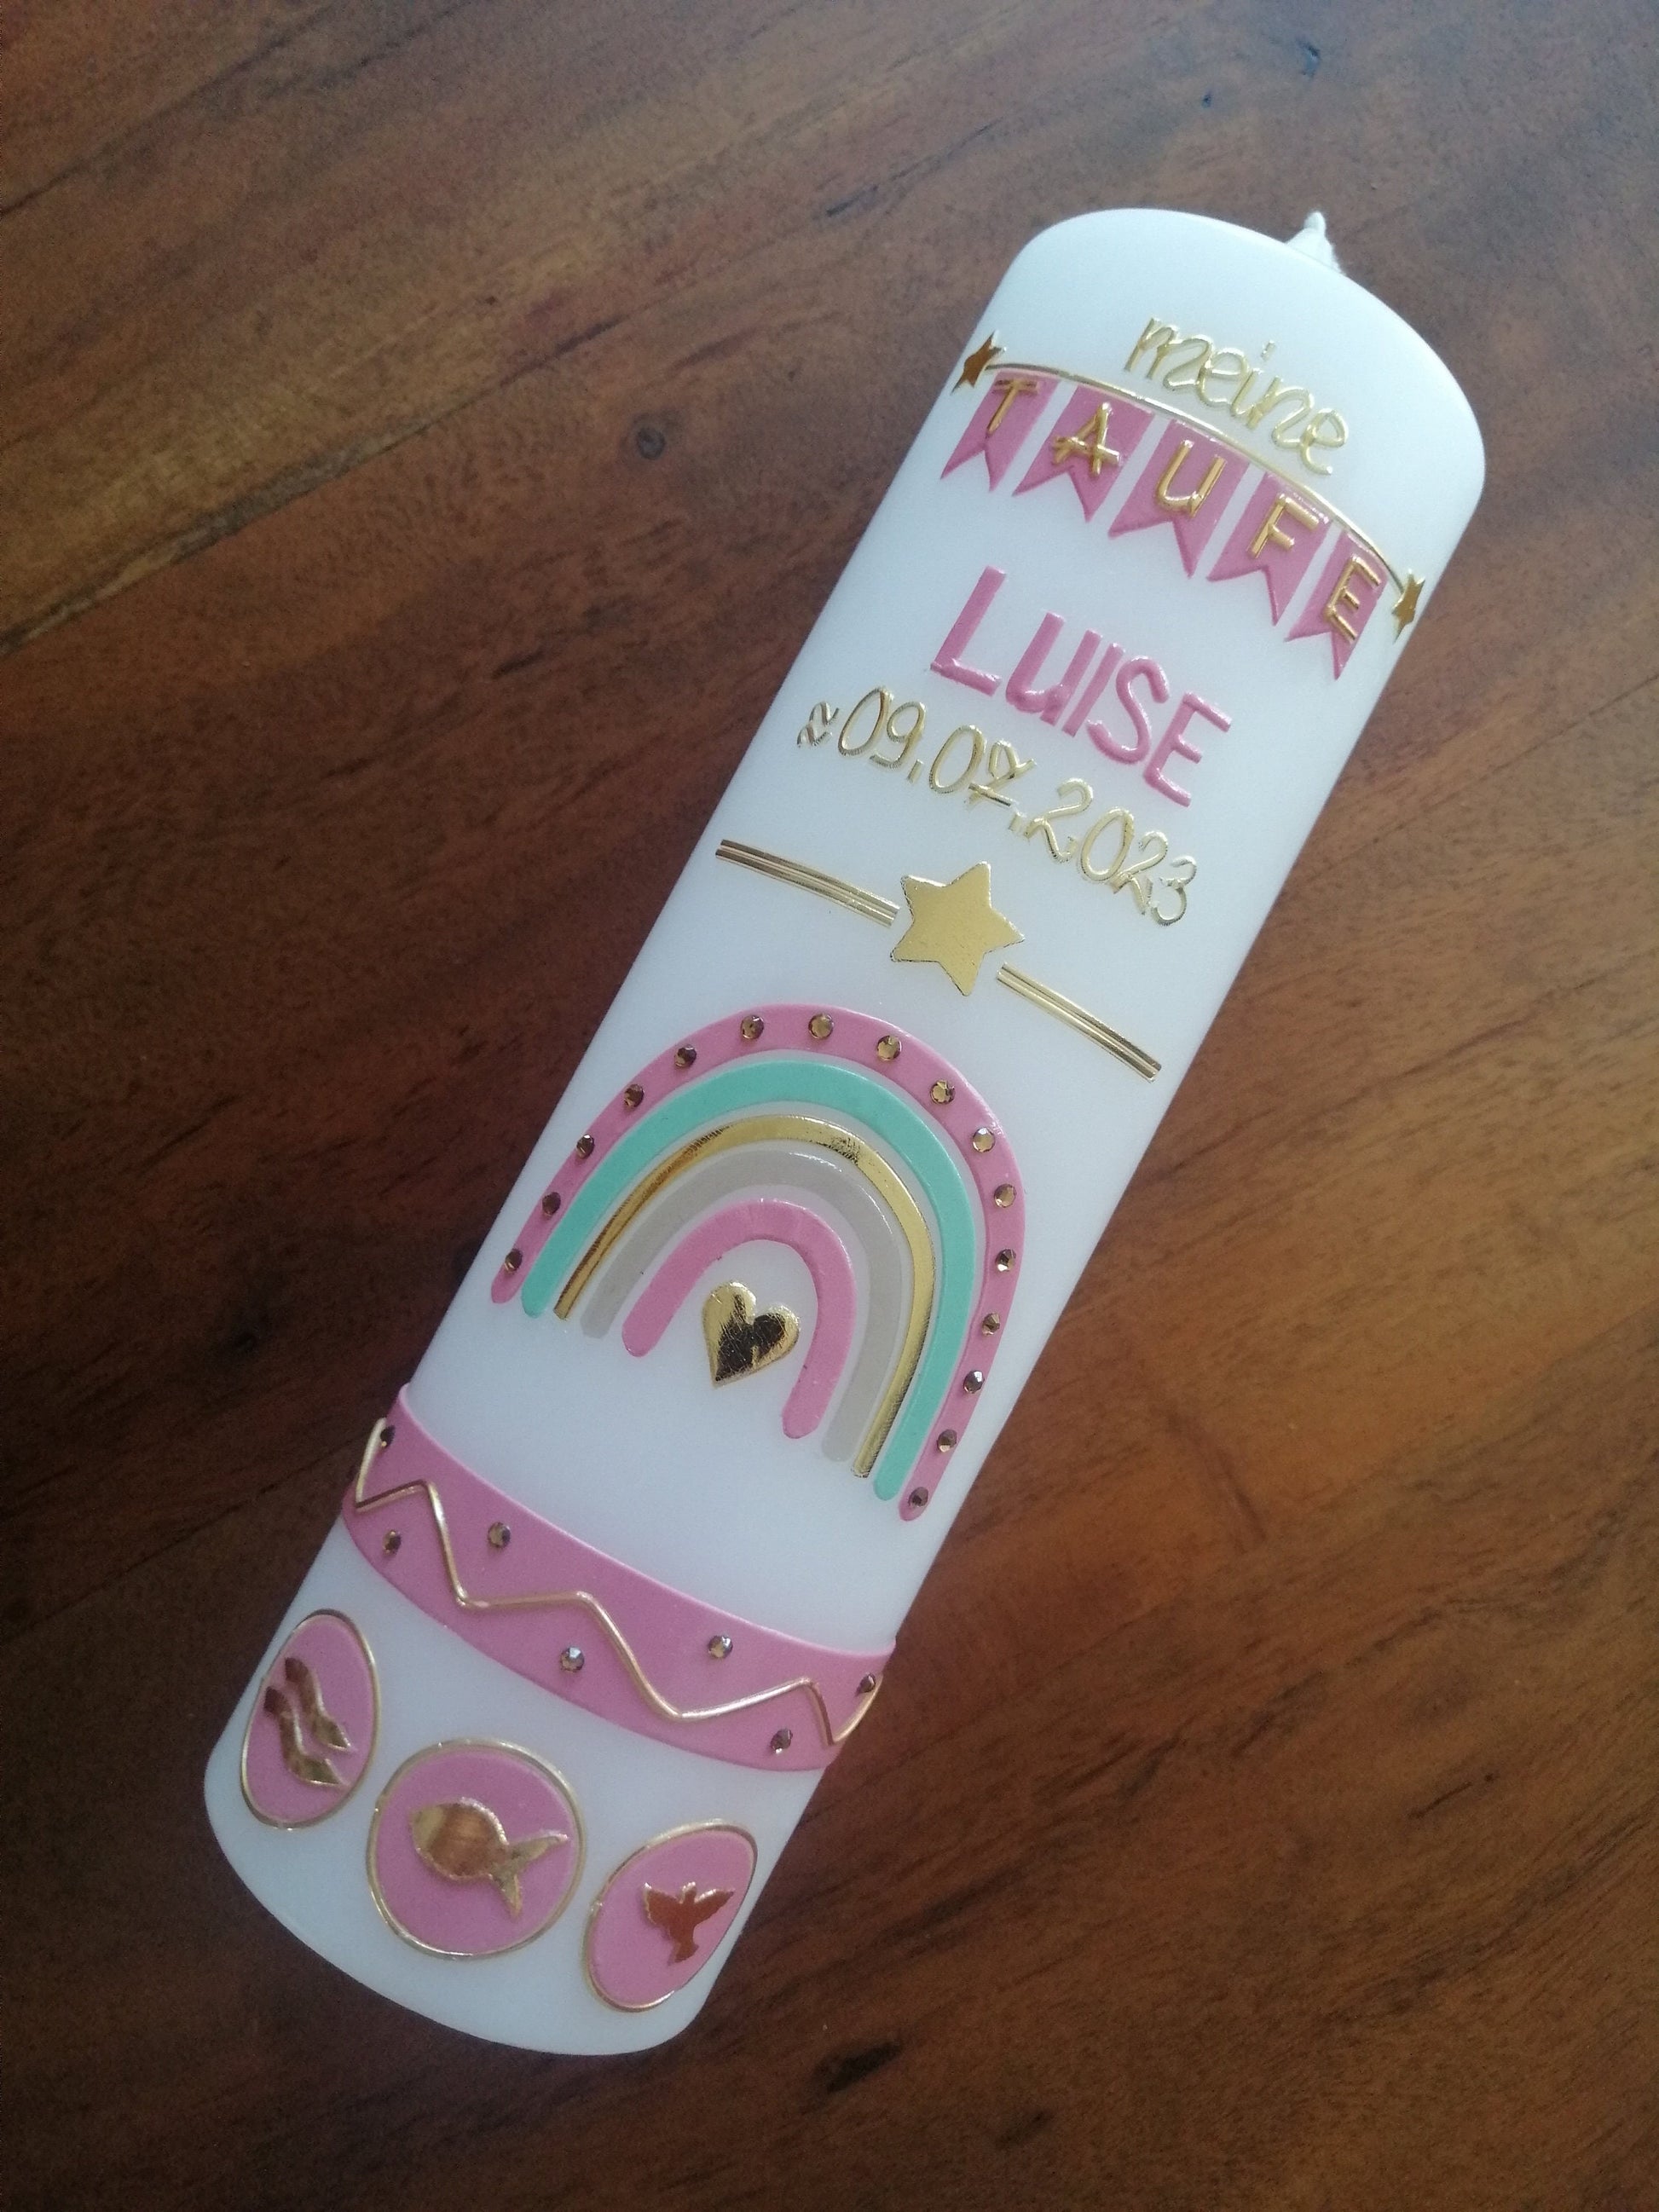 meine
TAUFE
LUISE
≈09.07.2023